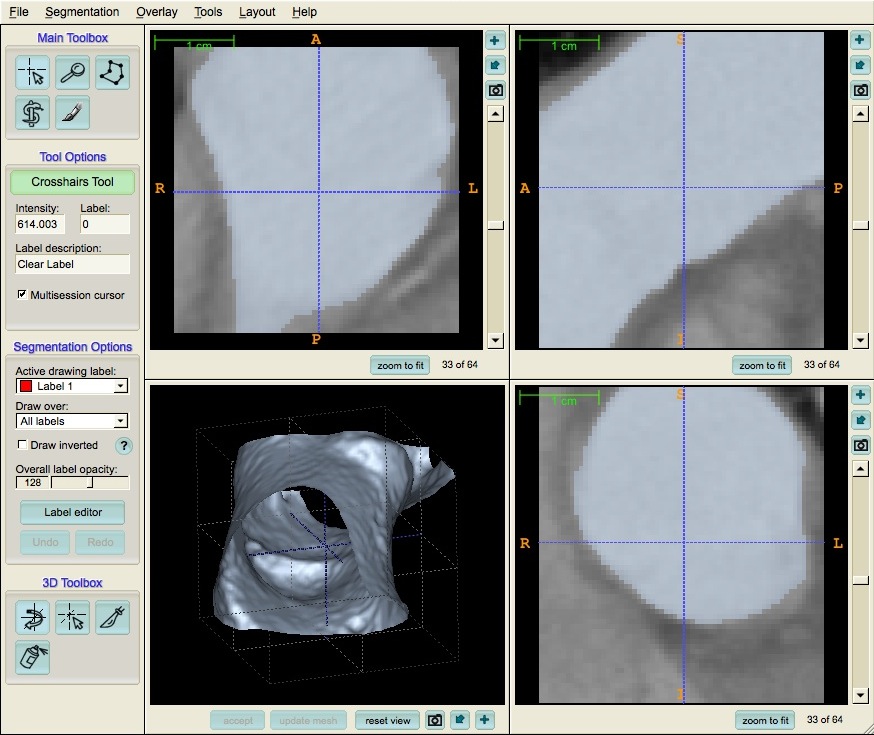 File Segmentation Overlay Tools Layout Help
Main Toolbox
Tool Options
Crosshairs Tool
Intensity: Label:
614.003 0
Label description:
Clear Label
Multisession cursor
Segmentation Options
Active drawing label:
Label 1
Draw over:
All labels
Draw inverted ?
Overall label opacity:
128
Label editor
Undo Redo
3D Toolbox
1 cm
A
R L
P
zoom to fit 33 of 64
1 cm
S
A P
I
zoom to fit 33 of 64
accept update mesh reset view
1 cm
S
R L
I
zoom to fit 33 of 64